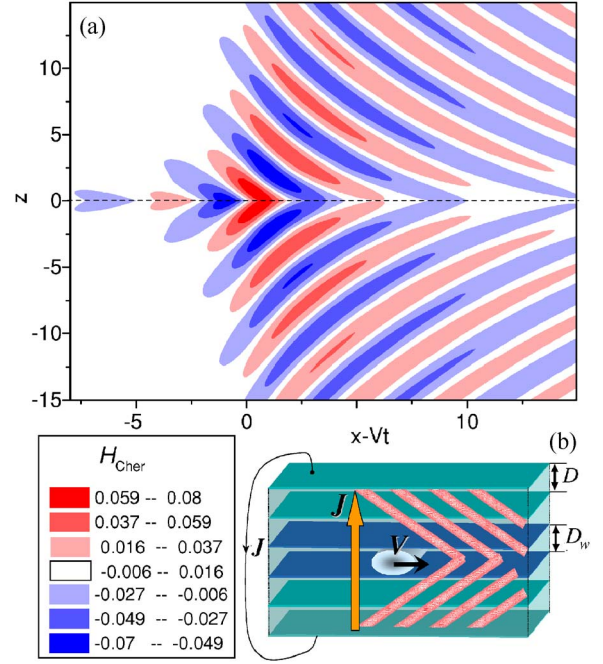 (a)
10
5
z
0
-5
-10
-15
-5
0
5
10
x-Vt
H_Cher
0.059 -- 0.08
0.037 -- 0.059
0.016 -- 0.037
-0.006 -- 0.016
-0.027 -- -0.006
-0.049 -- -0.027
-0.07 -- -0.049
(b)
D
J
J
V
D_w